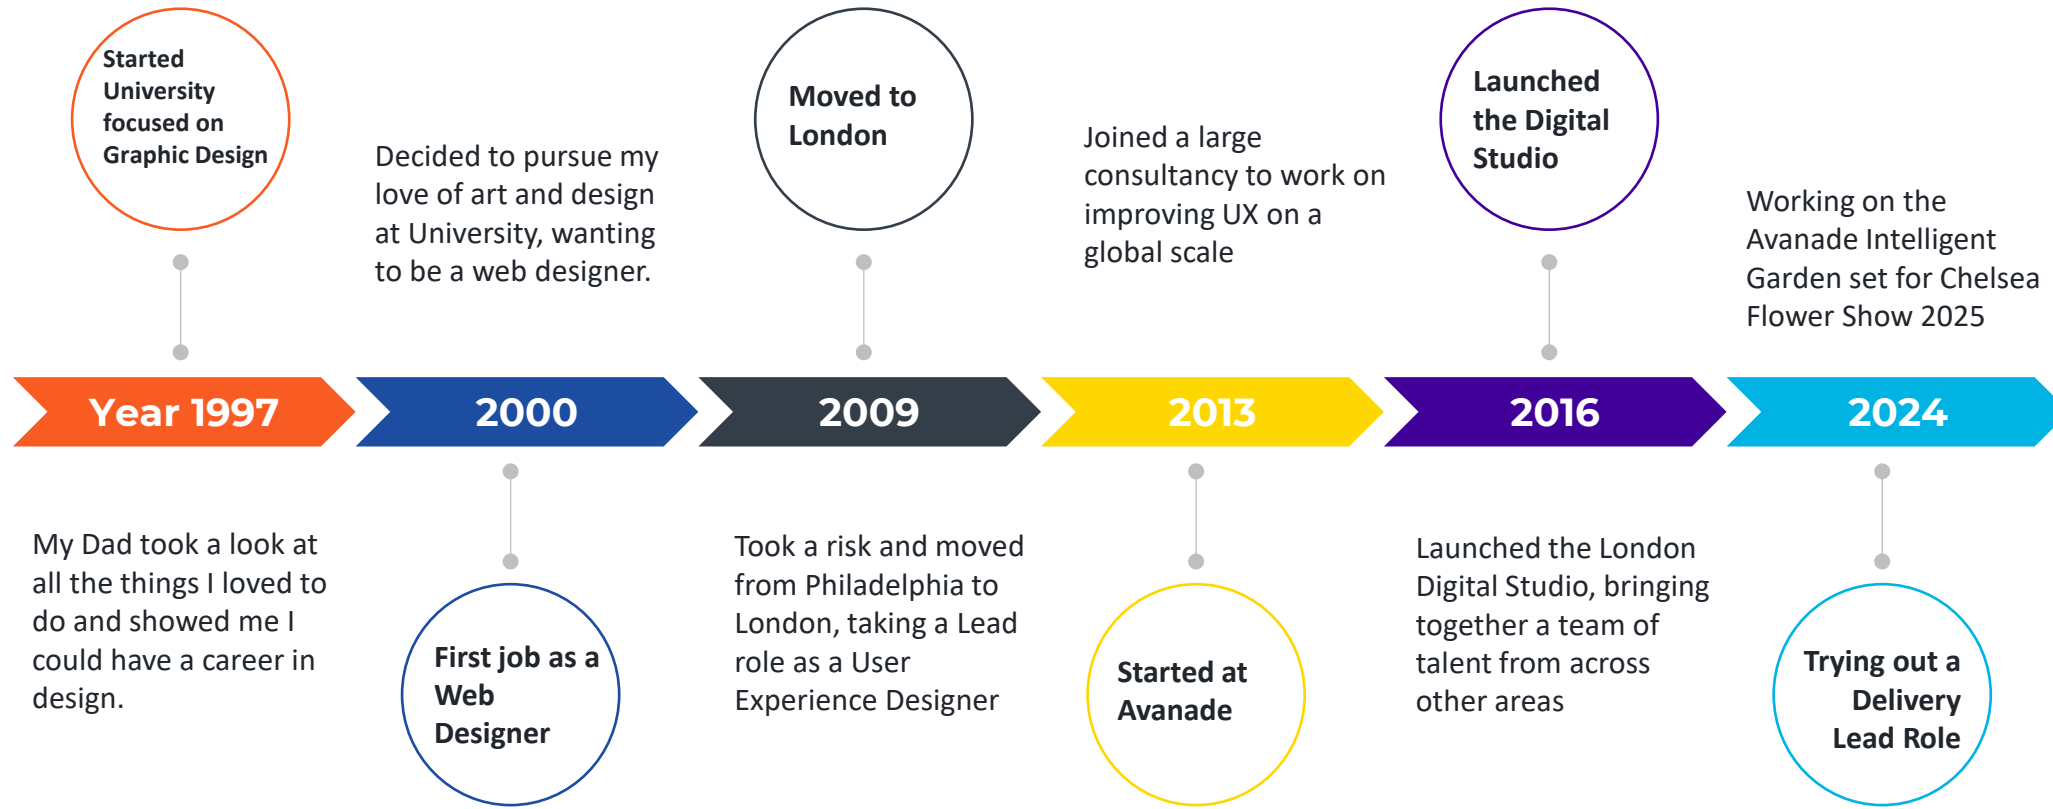 Started
University
focused on
Graphic Design
Year 1997
My Dad took a look at
all the things I loved to
do and showed me I
could have a career in
design.
Decided to pursue my
love of art and design
at University, wanting
to be a web designer.
2000
First job as a
Web
Designer
Moved to
London
2009
Took a risk and moved
from Philadelphia to
London, taking a Lead
role as a User
Experience Designer
Joined a large
consultancy to work on
improving UX on a
global scale
2013
Started at
Avanade
Launched
the Digital
Studio
2016
Launched the London
Digital Studio, bringing
together a team of
talent from across
other areas
Working on the
Avanade Intelligent
Garden set for Chelsea
Flower Show 2025
2024
Trying out a
Delivery
Lead Role